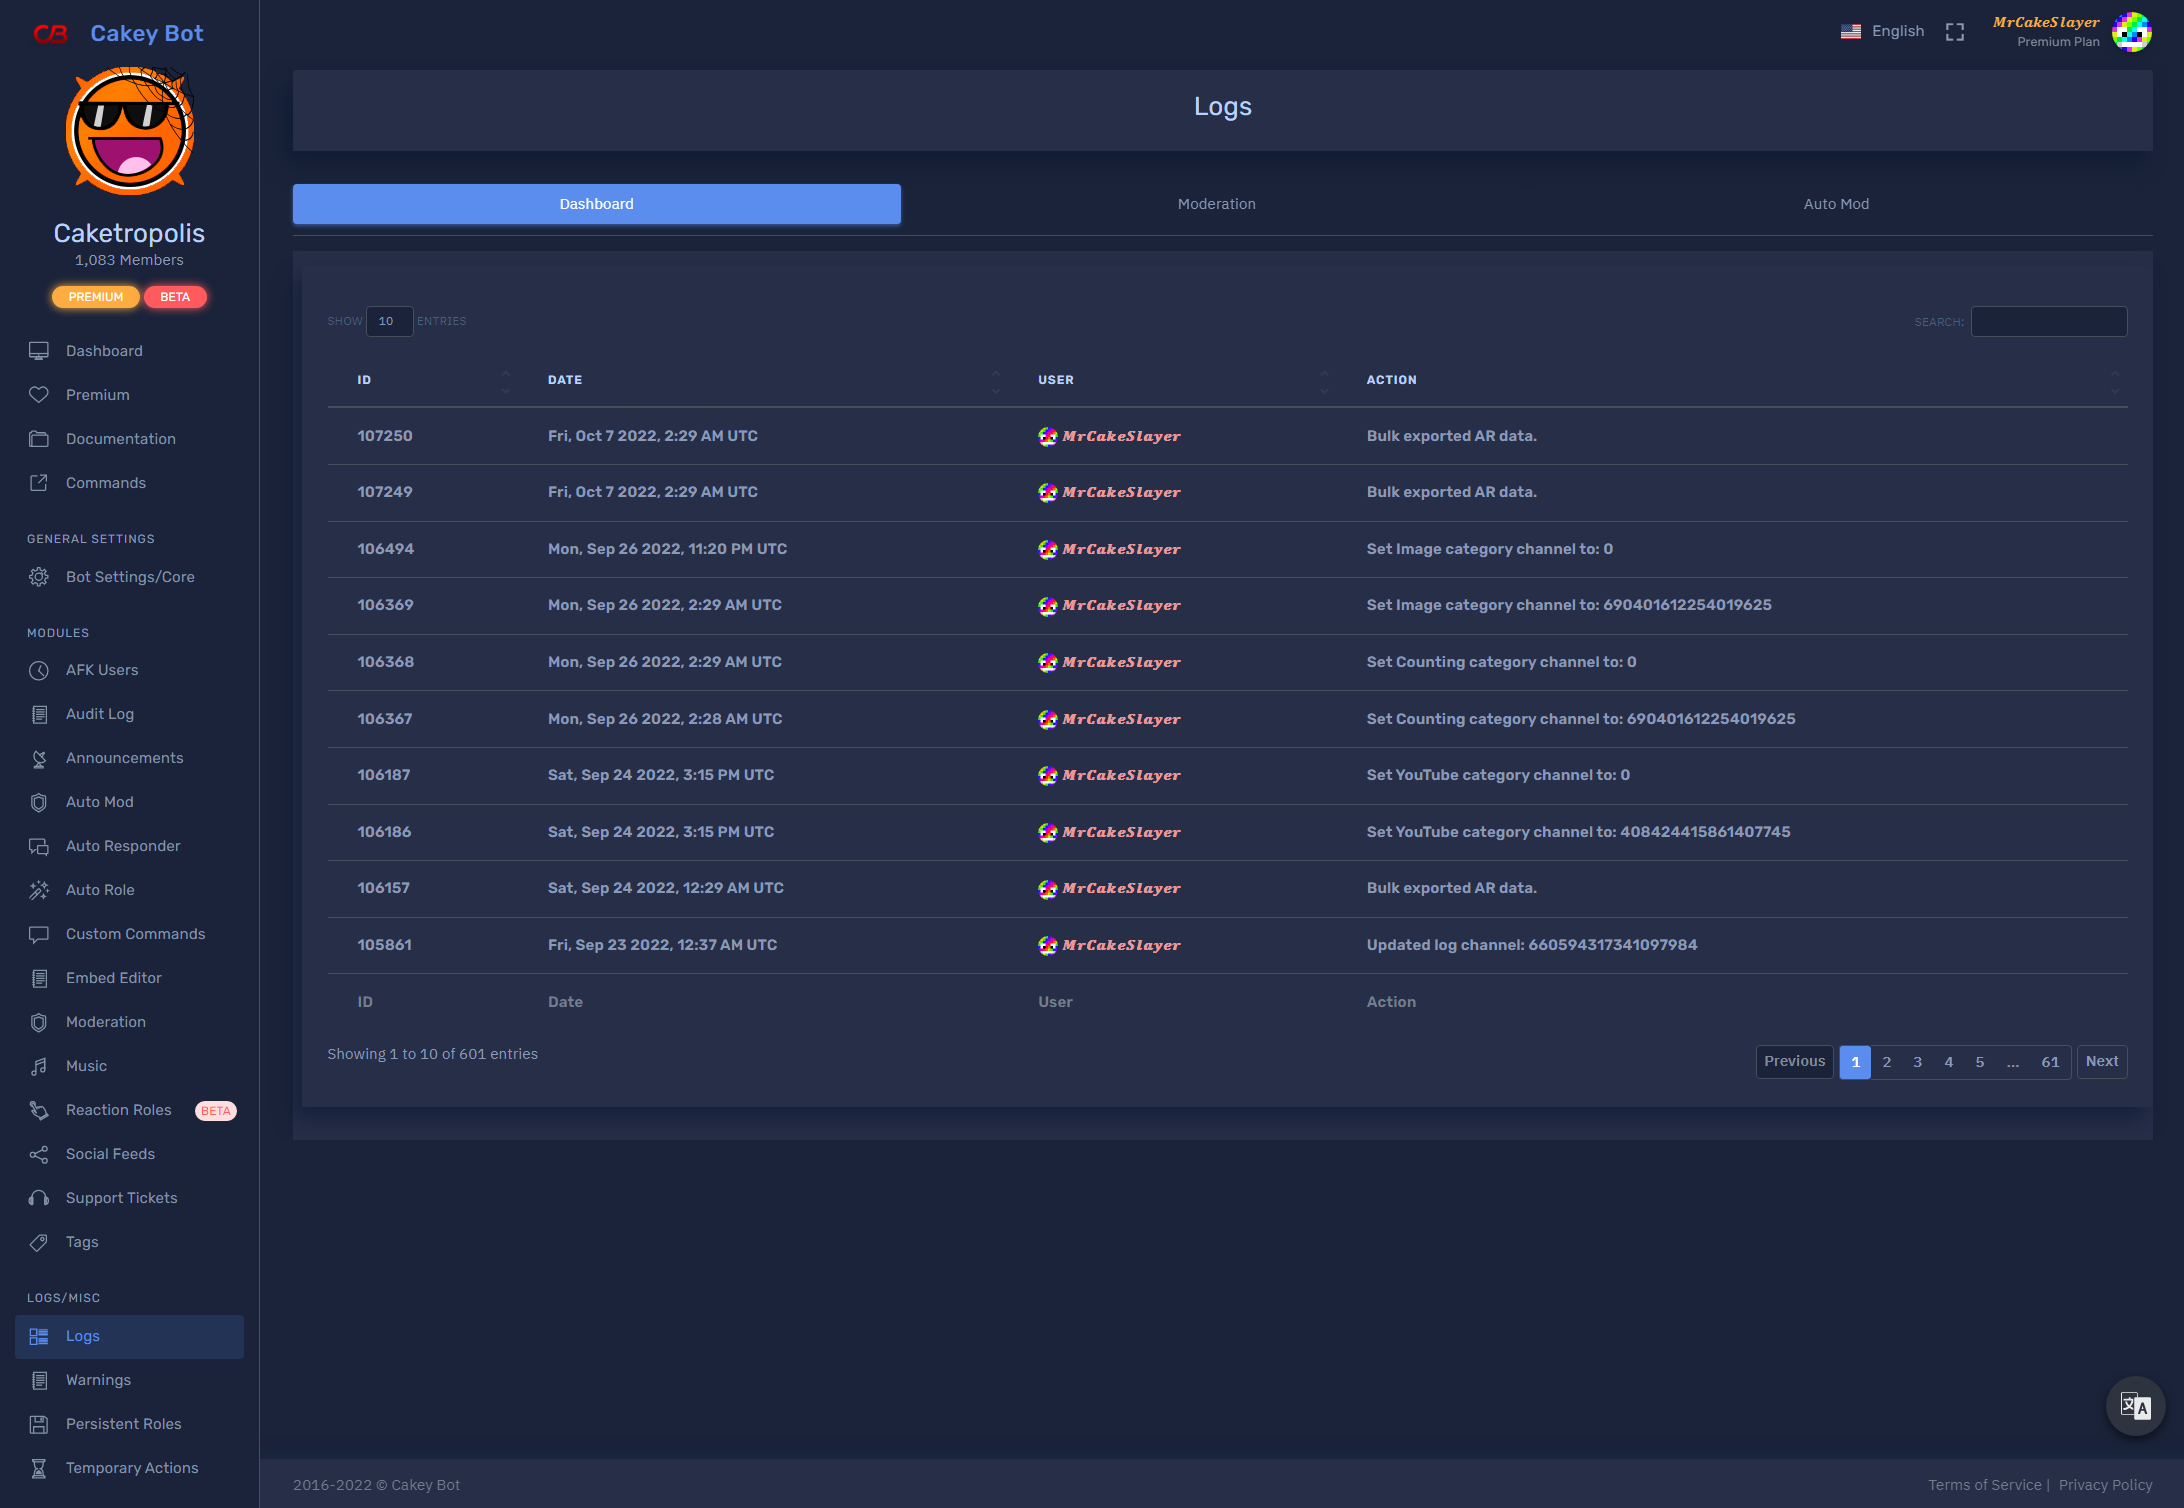 CB Cakey Bot
Caketropolis
1,083 Members
PREMIUM BETA
Dashboard
Premium
Documentation
Commands
GENERAL SETTINGS
Bot Settings/Core
MODULES
AFK Users
Audit Log
Announcements
Auto Mod
Auto Responder
Auto Role
Custom Commands
Embed Editor
Moderation
Music
Reaction Roles BETA
Social Feeds
Support Tickets
Tags
LOGS/MISC
Logs
Warnings
Persistent Roles
Temporary Actions
English
MrCakeSlayer
Premium Plan
Logs
Dashboard Moderation Auto Mod
SHOW 10 ENTRIES SEARCH:
ID DATE USER ACTION
107250 Fri, Oct 7 2022, 2:29 AM UTC MrCakeSlayer Bulk exported AR data.
107249 Fri, Oct 7 2022, 2:29 AM UTC MrCakeSlayer Bulk exported AR data.
106494 Mon, Sep 26 2022, 11:20 PM UTC MrCakeSlayer Set Image category channel to: 0
106369 Mon, Sep 26 2022, 2:29 AM UTC MrCakeSlayer Set Image category channel to: 690401612254019625
106368 Mon, Sep 26 2022, 2:29 AM UTC MrCakeSlayer Set Counting category channel to: 0
106367 Mon, Sep 26 2022, 2:28 AM UTC MrCakeSlayer Set Counting category channel to: 690401612254019625
106187 Sat, Sep 24 2022, 3:15 PM UTC MrCakeSlayer Set YouTube category channel to: 0
106186 Sat, Sep 24 2022, 3:15 PM UTC MrCakeSlayer Set YouTube category channel to: 408424415861407745
106157 Sat, Sep 24 2022, 12:29 AM UTC MrCakeSlayer Bulk exported AR data.
105861 Fri, Sep 23 2022, 12:37 AM UTC MrCakeSlayer Updated log channel: 660594317341097984
ID Date User Action
Showing 1 to 10 of 601 entries Previous 1 2 3 4 5 ... 61 Next
文A
2016-2022 © Cakey Bot Terms of Service | Privacy Policy